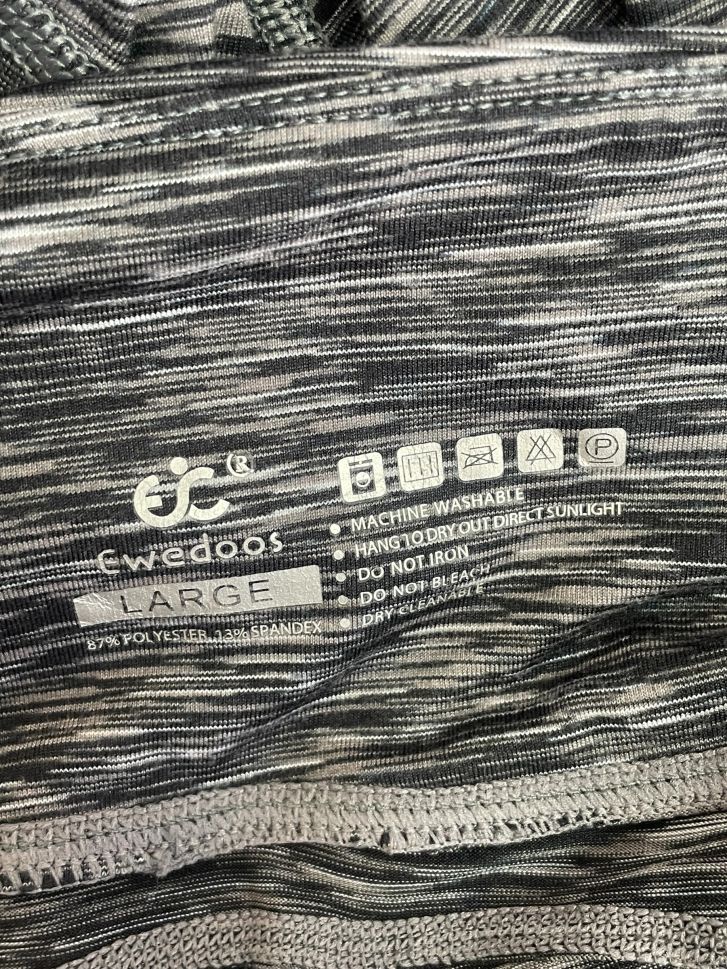 EJC®
Ewedoos
LARGE
87% POLYESTER, 13% SPANDEX
P
• MACHINE WASHABLE
• HANG TO DRY OUT DIRECT SUNLIGHT
• DO NOT IRON
• DO NOT BLEACH
• DRY CLEANABLE